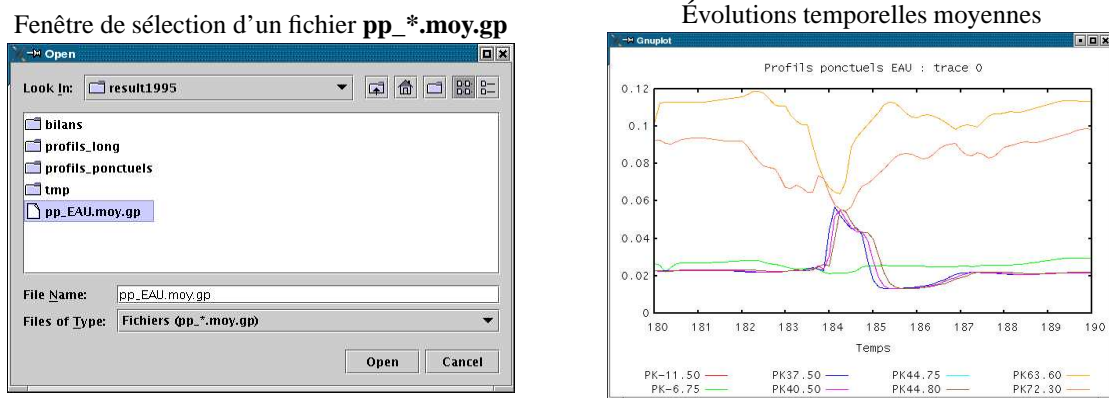 Fenêtre de sélection d'un fichier pp_*.moy.gp
Open
Look In: result1995
bilans
profils_long
profils_ponctuels
tmp
pp_EAU.moy.gp
File Name: pp_EAU.moy.gp
Files of Type: Fichiers (pp_*.moy.gp)
Open Cancel
Évolutions temporelles moyennes
Gnuplot
Profils ponctuels EAU : trace 0
0.12
0.1
0.08
0.06
0.04
0.02
0
180 181 182 183 184 185 186 187 188 189 190
Temps
PK-11.50 PK37.50 PK44.75 PK63.60
PK-6.75 PK40.50 PK44.80 PK72.30